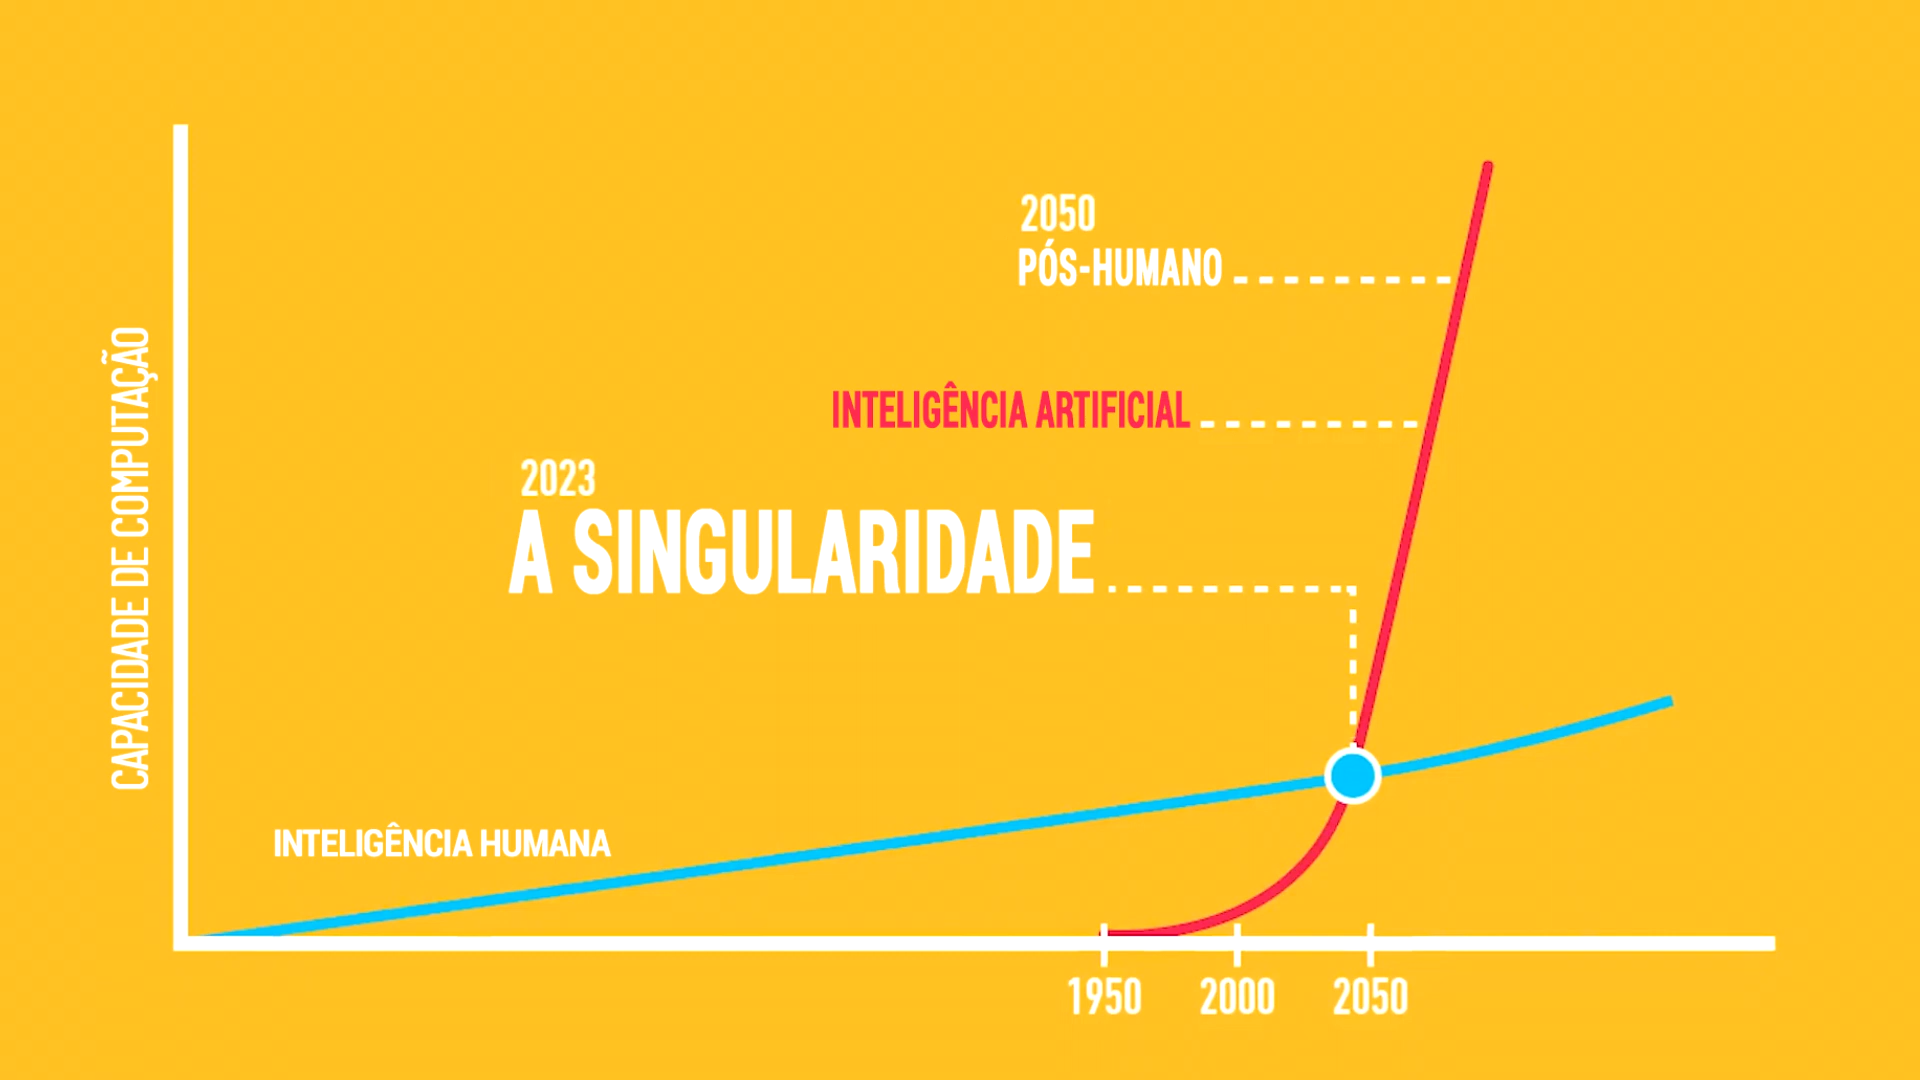 2050
PÓS-HUMANO
INTELIGÊNCIA ARTIFICIAL
2023
A SINGULARIDADE
CAPACIDADE DE COMPUTAÇÃO
INTELIGÊNCIA HUMANA
1950 2000 2050